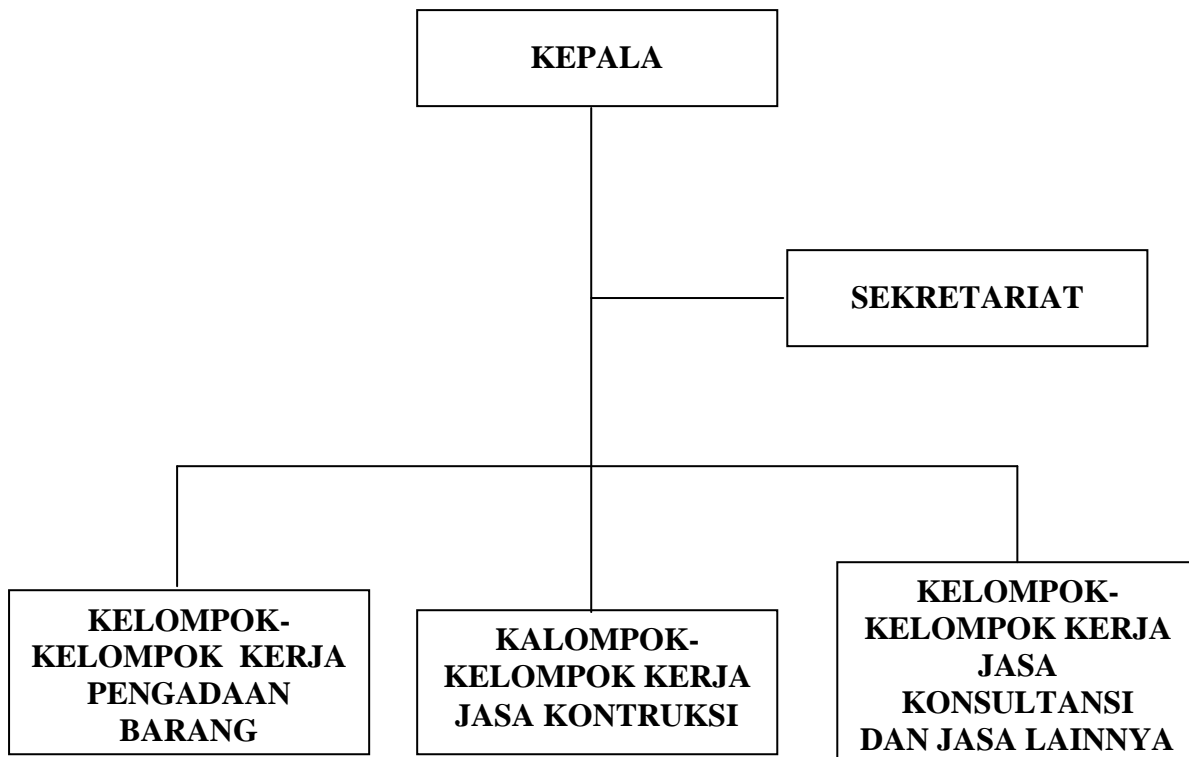 KEPALA
SEKRETARIAT
KELOMPOK-
KELOMPOK KERJA
PENGADAAN
BARANG
KALOMPOK-
KELOMPOK KERJA
JASA KONTRUKSI
KELOMPOK-
KELOMPOK KERJA
JASA
KONSULTANSI
DAN JASA LAINNYA